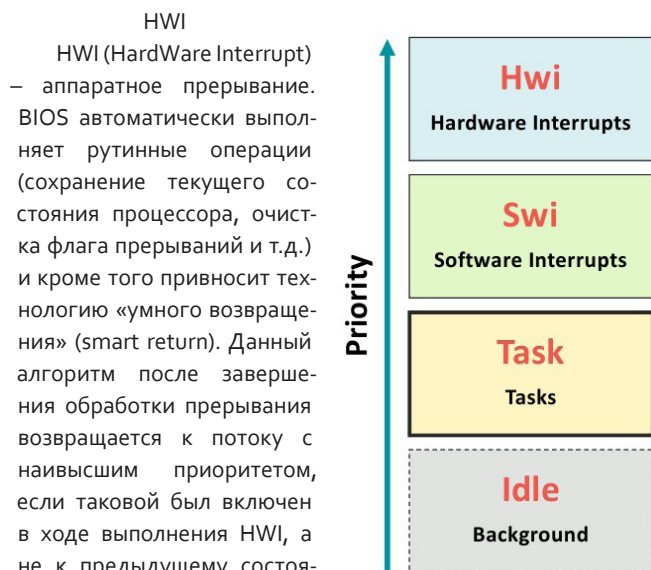 HWI
HWI (HardWare Interrupt)
– аппаратное прерывание.
BIOS автоматически выпол-
няет рутинные операции
(сохранение текущего со-
стояния процессора, очист-
ка флага прерываний и т.д.)
и кроме того привносит тех-
нологию «умного возвраще-
ния» (smart return). Данный
алгоритм после заверше-
ния обработки прерывания
возвращается к потоку с
наивысшим приоритетом,
если таковой был включен
в ходе выполнения HWI, а
не к предыдущему состоя-
Priority
Hwi
Hardware Interrupts
Swi
Software Interrupts
Task
Tasks
Idle
Background